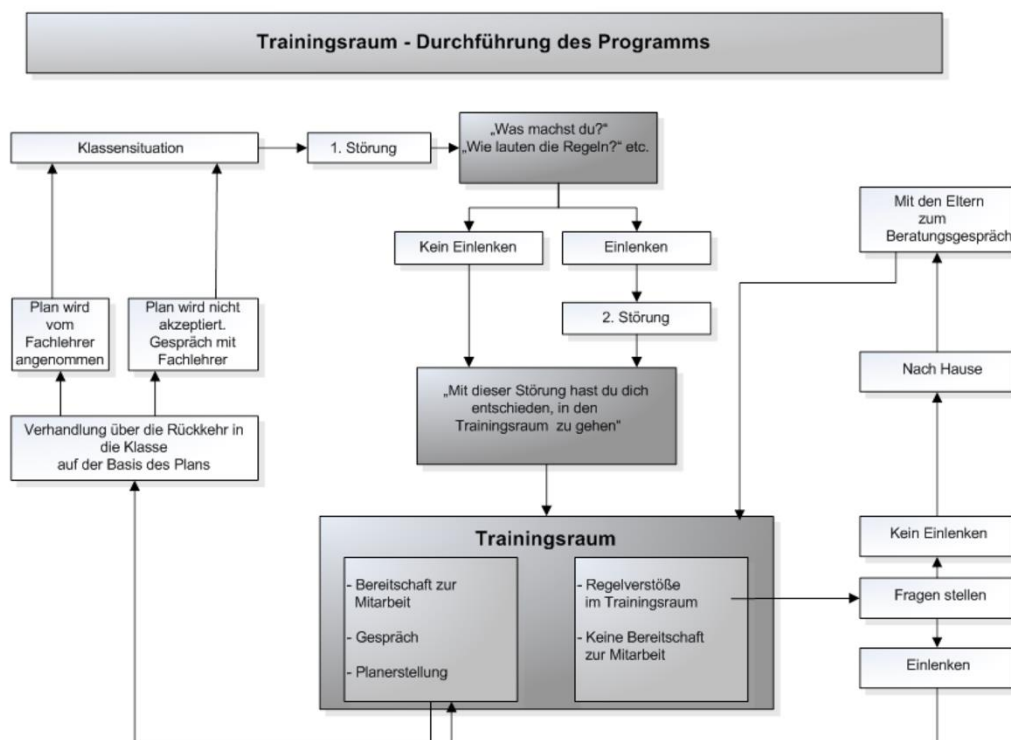 Trainingsraum - Durchführung des Programms
Klassensituation
1. Störung
„Was machst du?“
„Wie lauten die Regeln?“ etc.
Kein Einlenken
Einlenken
2. Störung
Mit den Eltern
zum
Beratungsgespräch
Plan wird
vom
Fachlehrer
angenommen
Plan wird nicht
akzeptiert.
Gespräch mit
Fachlehrer
Nach Hause
„Mit dieser Störung hast du dich
entschieden, in den
Trainingsraum zu gehen“
Verhandlung über die Rückkehr in
die Klasse
auf der Basis des Plans
Trainingsraum
- Bereitschaft zur
Mitarbeit
- Gespräch
- Planerstellung
- Regelverstöße
im Trainingsraum
- Keine Bereitschaft
zur Mitarbeit
Kein Einlenken
Fragen stellen
Einlenken